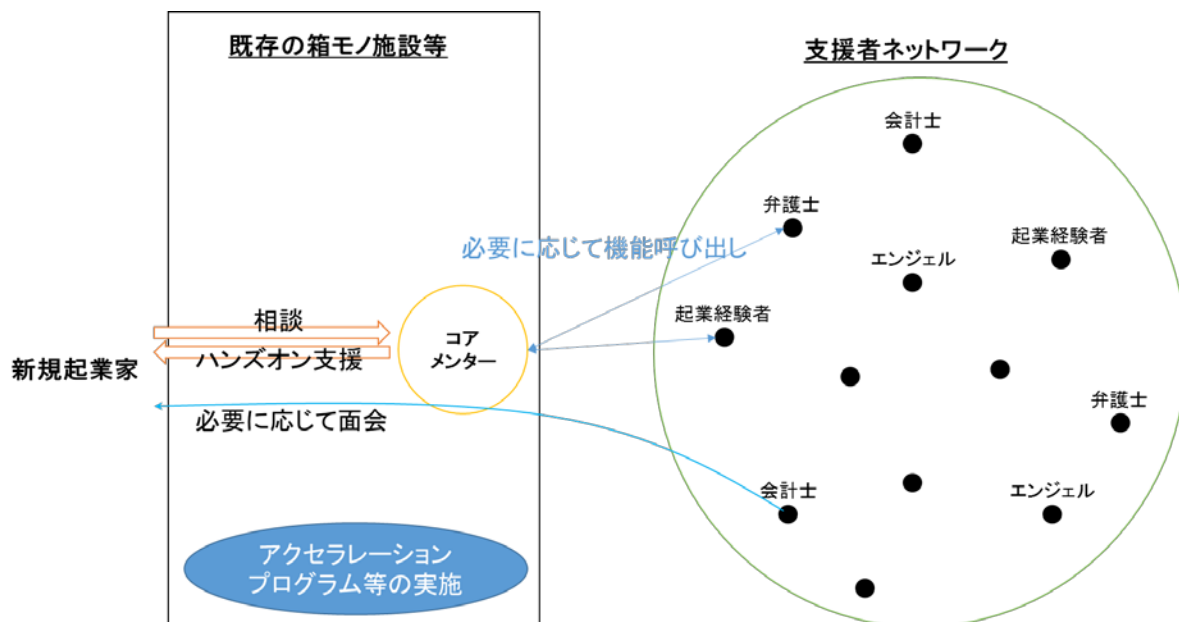 既存の箱モノ施設等
支援者ネットワーク
会計士
弁護士
必要に応じて機能呼び出し
起業経験者
エンジェル
起業経験者
相談
コア
メンター
ハンズオン支援
新規起業家
必要に応じて面会
弁護士
会計士
エンジェル
アクセラレーション
プログラム等の実施